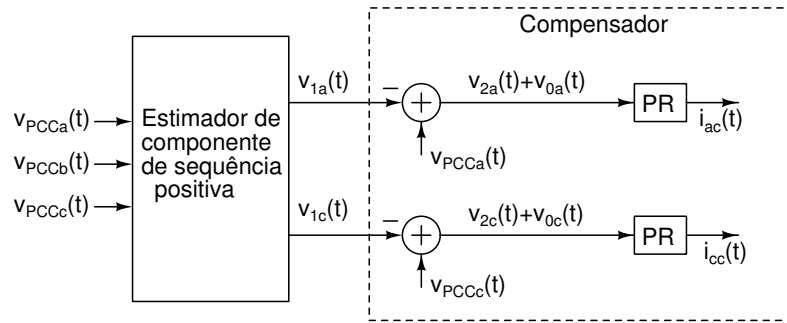 Compensador
v1a(t)
–
+
v2a(t)+v0a(t)
PR
iac(t)
vPCCa(t)
vPCCa(t)
vPCCb(t)
vPCCc(t)
Estimador de
componente
de sequência
positiva
v1c(t)
–
+
v2c(t)+v0c(t)
PR
icc(t)
vPCCc(t)